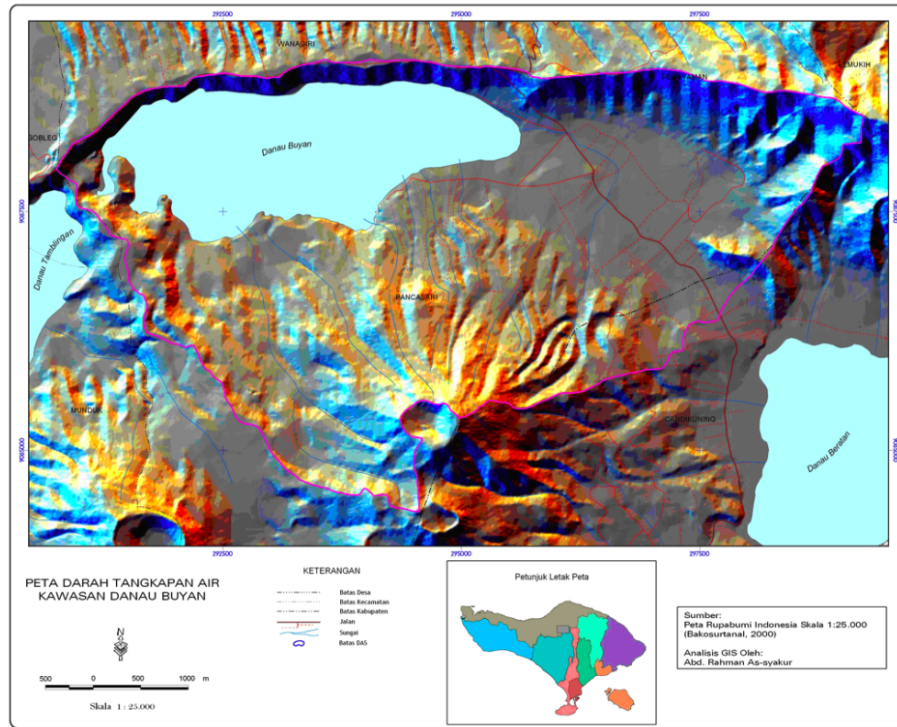 292500 295000 297500
WANAGIRI
LEMUKIH
GOBLEG
Danau Buyan
9067500
Danau Tamblingan
PANCASARI
MUNDUK
CANDIKUNING
9065000
Danau Beratan
292500 295000 297500
PETA DARAH TANGKAPAN AIR
KAWASAN DANAU BUYAN
N
500 0 500 1000 m
Skala 1 : 25.000
KETERANGAN
Batas Desa
Batas Kecamatan
Batas Kabupaten
Jalan
Sungai
Batas DAS
Petunjuk Letak Peta
Sumber:
Peta Rupabumi Indonesia Skala 1:25.000
(Bakosurtanal, 2000)
Analisis GIS Oleh:
Abd. Rahman As-syakur